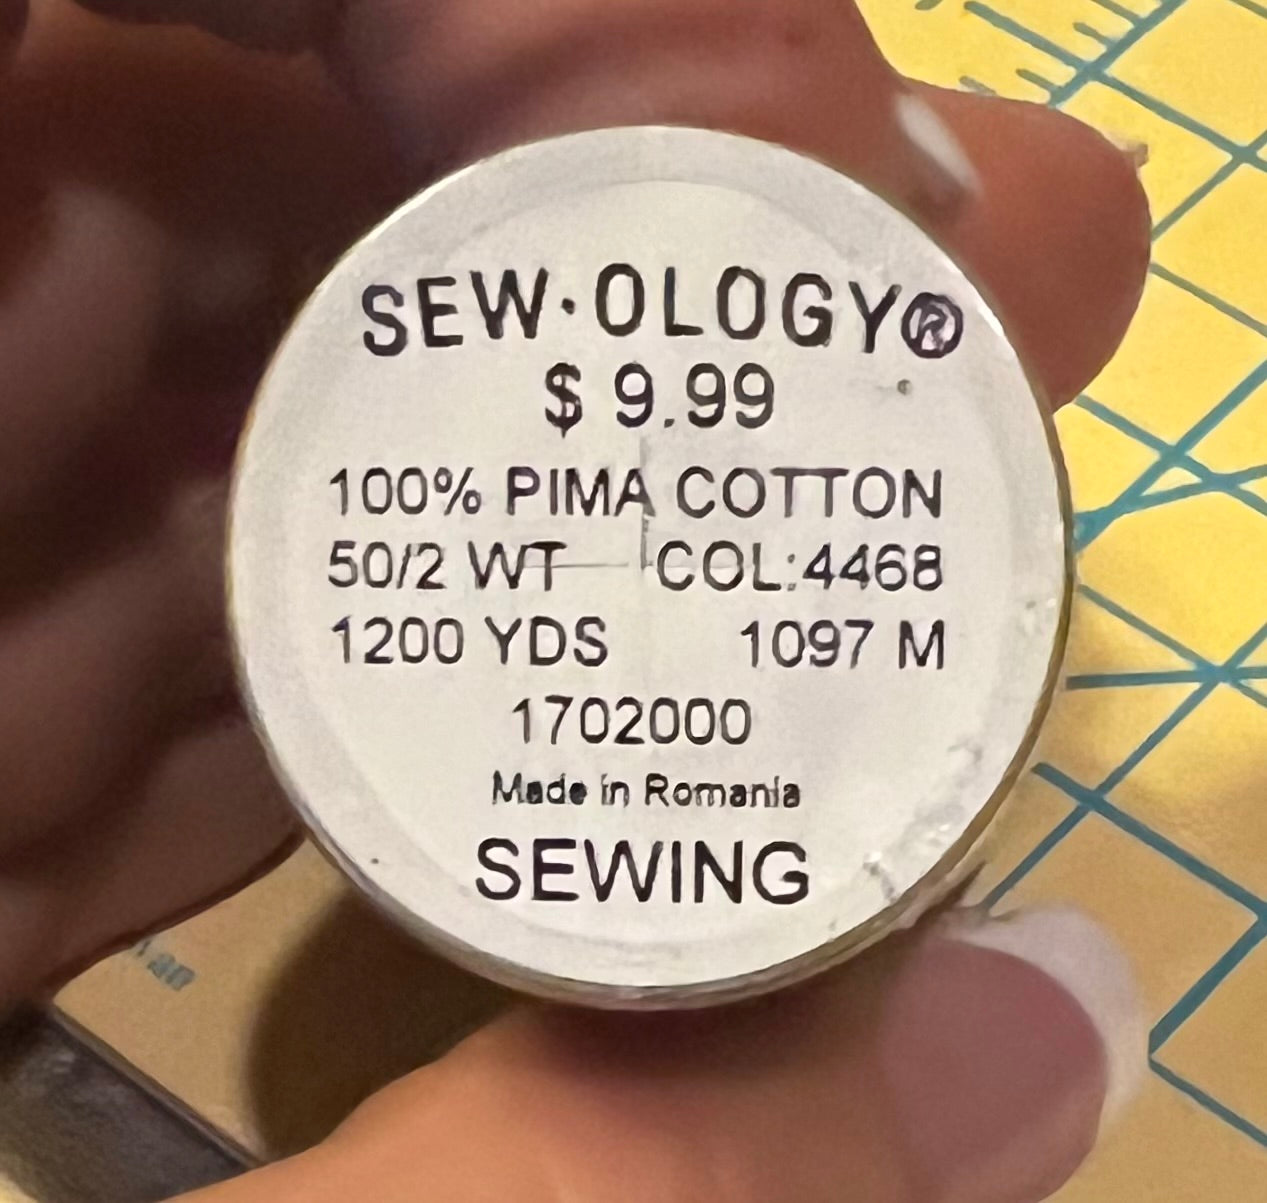 SEW·OLOGY®
$ 9.99
100% PIMA COTTON
50/2 WT COL:4468
1200 YDS 1097 M
1702000
Made in Romania
SEWING